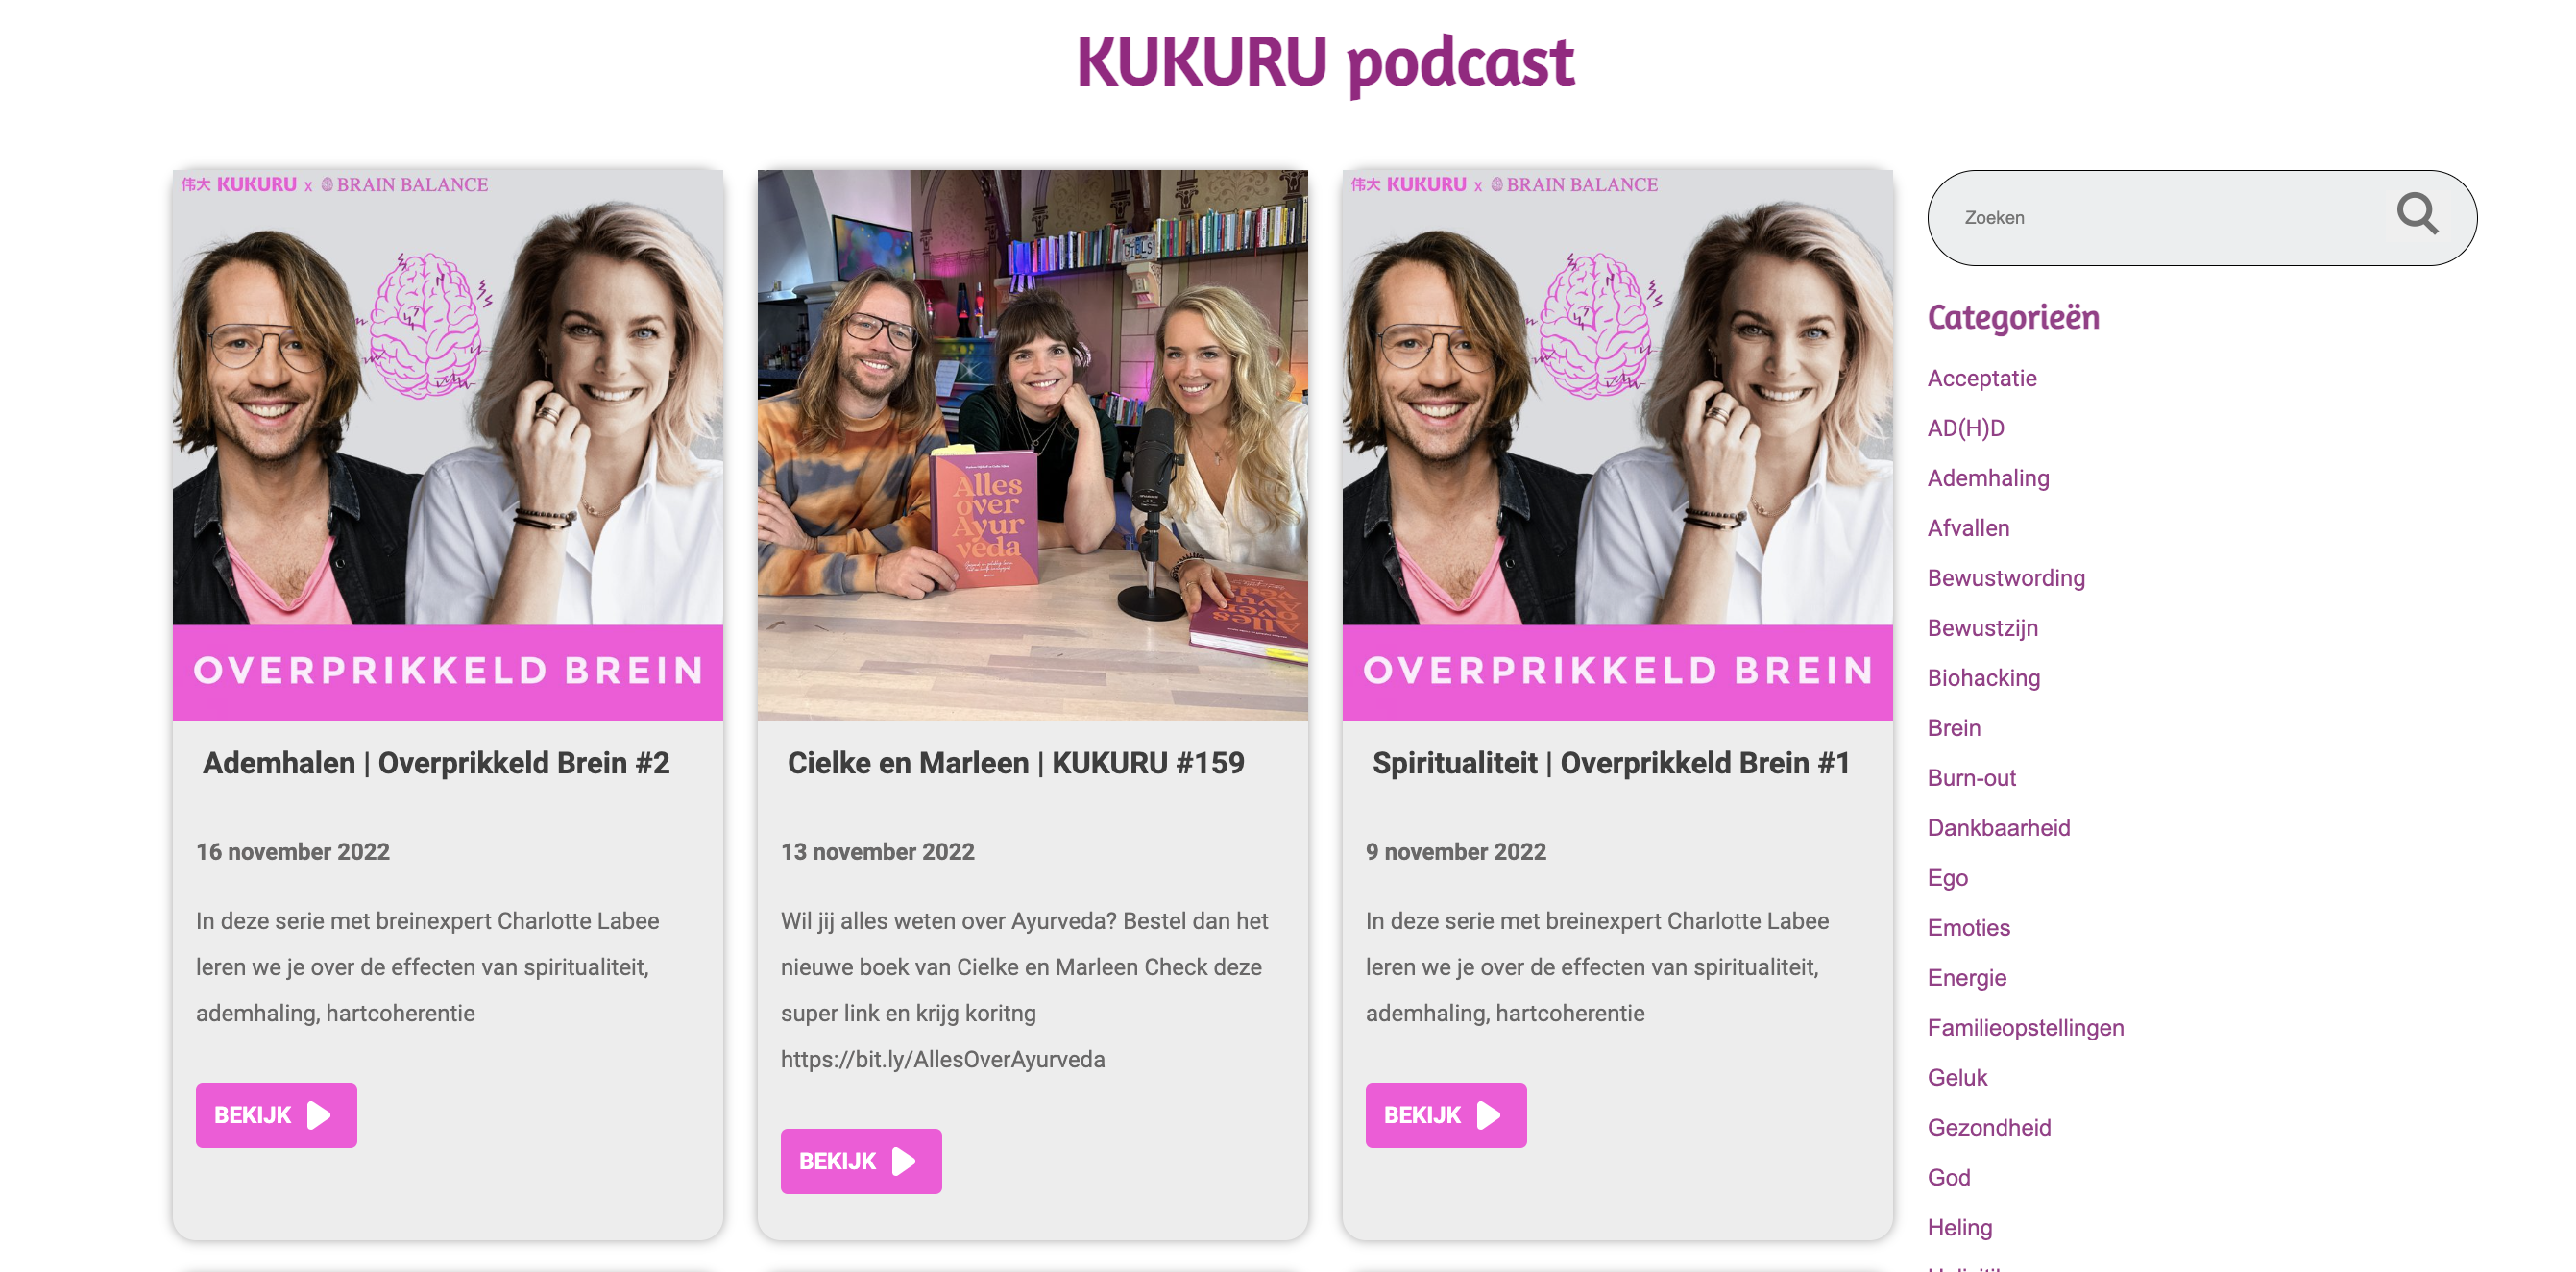 KUKURU podcast
伟大 KUKURU x BRAIN BALANCE
OVERPRIKKELD BREIN
Ademhalen | Overprikkeld Brein #2
16 november 2022
In deze serie met breinexpert Charlotte Labee
leren we je over de effecten van spiritualiteit,
ademhaling, hartcoherentie
BEKIJK
Alles
over
Ayur
veda
Alles
over
Ayur
veda
Cielke en Marleen | KUKURU #159
13 november 2022
Wil jij alles weten over Ayurveda? Bestel dan het
nieuwe boek van Cielke en Marleen Check deze
super link en krijg koritng
https://bit.ly/AllesOverAyurveda
BEKIJK
伟大 KUKURU x BRAIN BALANCE
OVERPRIKKELD BREIN
Spiritualiteit | Overprikkeld Brein #1
9 november 2022
In deze serie met breinexpert Charlotte Labee
leren we je over de effecten van spiritualiteit,
ademhaling, hartcoherentie
BEKIJK
Zoeken
Categorieën
Acceptatie
AD(H)D
Ademhaling
Afvallen
Bewustwording
Bewustzijn
Biohacking
Brein
Burn-out
Dankbaarheid
Ego
Emoties
Energie
Familieopstellingen
Geluk
Gezondheid
God
Heling